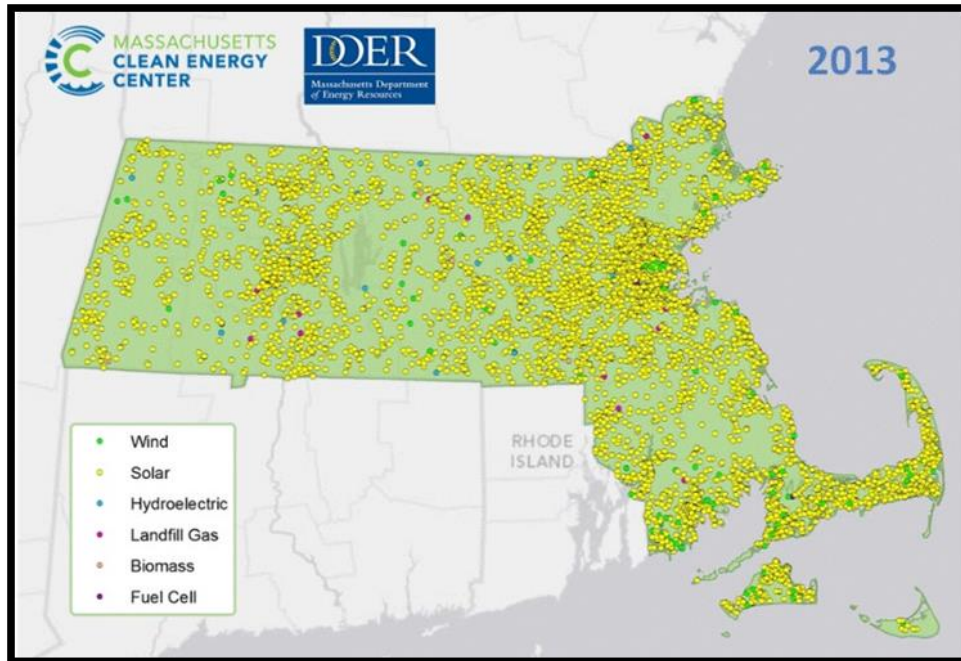 MASSACHUSETTS
CLEAN ENERGY
CENTER
DOER
Massachusetts Department
of Energy Resources
2013
RHODE
ISLAND
Wind
Solar
Hydroelectric
Landfill Gas
Biomass
Fuel Cell